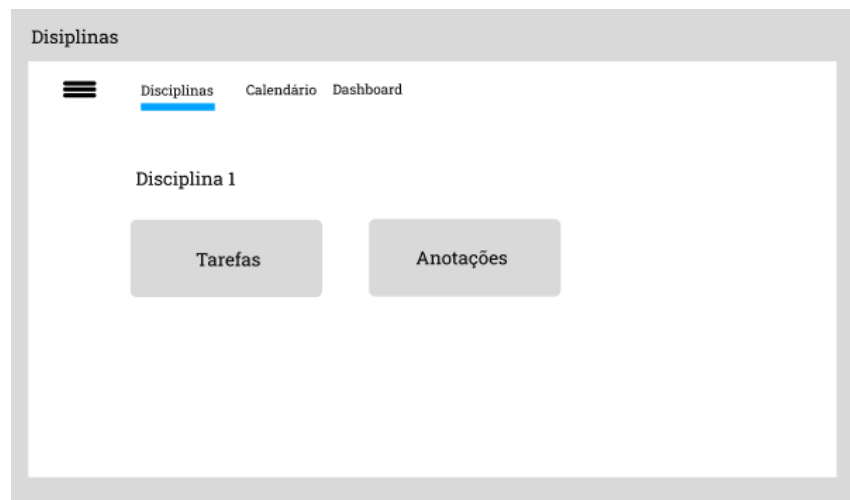 Disiplinas
Disciplinas Calendário Dashboard
Disciplina 1
Tarefas Anotações